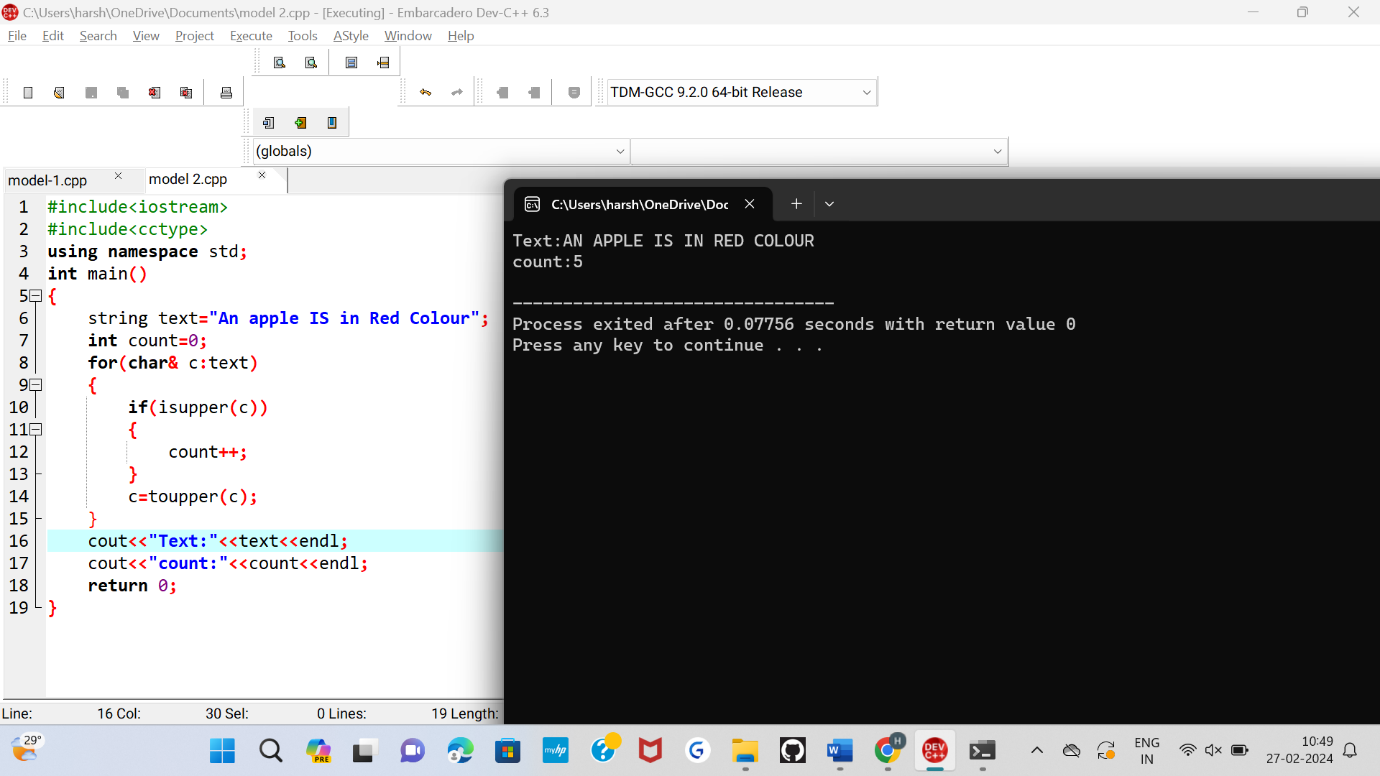 C:\Users\harsh\OneDrive\Documents\model 2.cpp - [Executing] - Embarcadero Dev-C++ 6.3
File Edit Search View Project Execute Tools AStyle Window Help
TDM-GCC 9.2.0 64-bit Release
(globals)
model-1.cpp model 2.cpp
1 #include<iostream>
2 #include<cctype>
3 using namespace std;
4 int main()
5 {
6 string text="An apple IS in Red Colour";
7 int count=0;
8 for(char& c:text)
9 {
10 if(isupper(c))
11 {
12 count++;
13 }
14 c=toupper(c);
15 }
16 cout<<"Text:"<<text<<endl;
17 cout<<"count:"<<count<<endl;
18 return 0;
19 }
C:\Users\harsh\OneDrive\Doc
Text:AN APPLE IS IN RED COLOUR
count:5
--------------------------------
Process exited after 0.07756 seconds with return value 0
Press any key to continue . . .
Line: 16 Col: 30 Sel: 0 Lines: 19 Length:
29°
PRE
myhp
G
H
DEV
C++
ENG
IN
10:49
27-02-2024